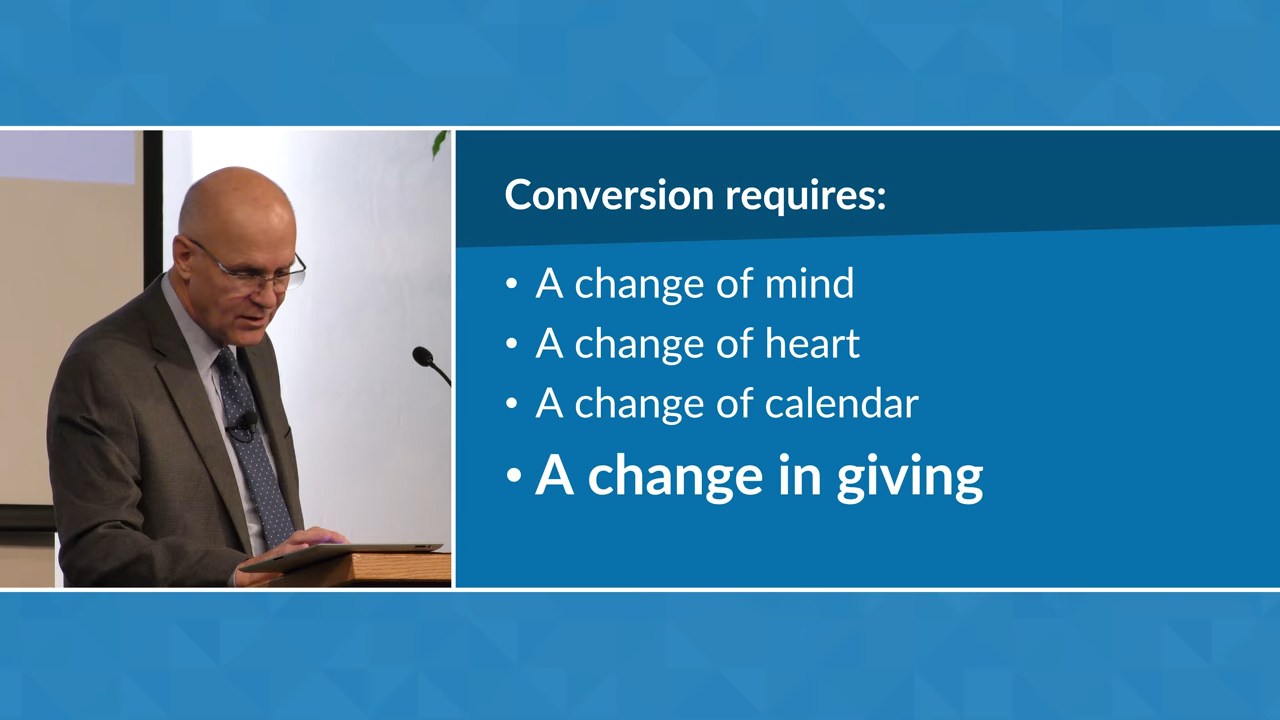 Conversion requires:
• A change of mind
• A change of heart
• A change of calendar
• A change in giving